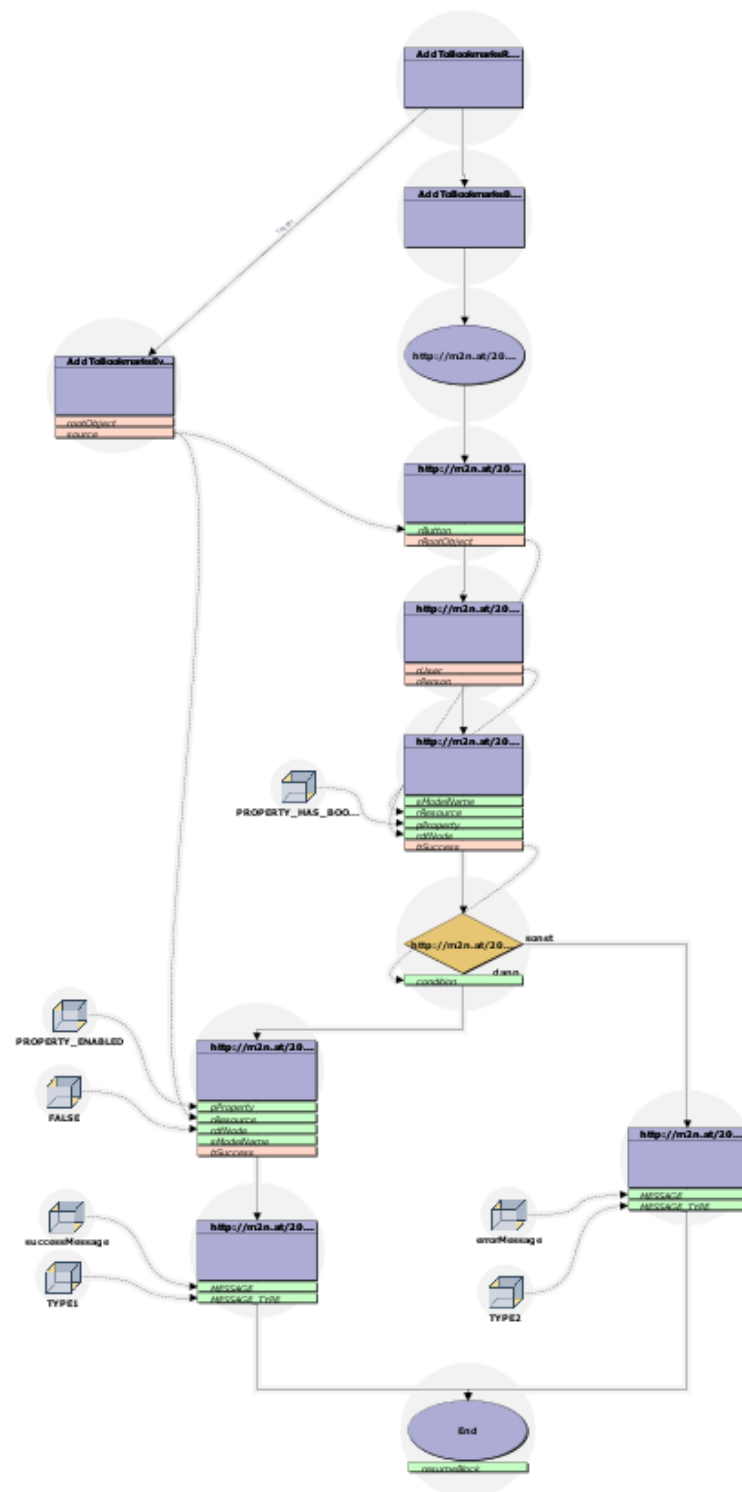 AddToBookmarksR...
AddToBookmarksB...
http://m2n.at/20....
AddToBookmarksEv...
rootObject
source
http://m2n.at/20....
rButton
rRootObject
http://m2n.at/20....
rUser
rPerson
http://m2n.at/20....
sModelName
rResource
pProperty
rdfNode
bSuccess
PROPERTY_HAS_BOO...
http://m2n.at/20....
sonst
dann
condition
PROPERTY_ENABLED
FALSE
http://m2n.at/20....
pProperty
rResource
rdfNode
sModelName
bSuccess
http://m2n.at/20....
MESSAGE
MESSAGE_TYPE
successMessage
TYPE1
http://m2n.at/20....
MESSAGE
MESSAGE_TYPE
errorMessage
TYPE2
End
resumeBlock